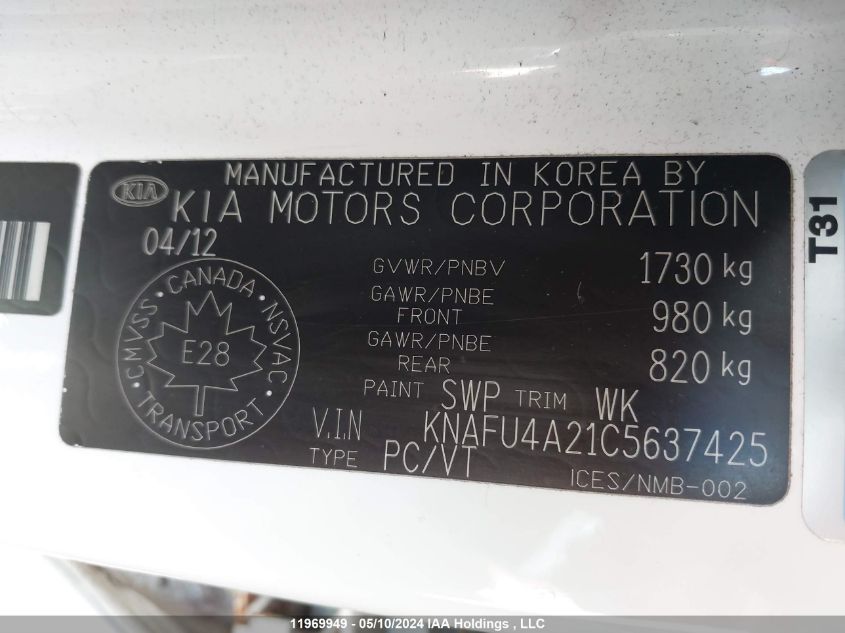 MANUFACTURED IN KOREA BY
KIA
KIA MOTORS CORPORATION
04/12
GVWR/PNBV 1730 kg
GAWR/PNBE
FRONT 980 kg
GAWR/PNBE
REAR 820 kg
PAINT SWP TRIM WK
CMVSS • CANADA • NSVAC • TRANSPORT •
E28
V.I.N KNAFU4A21C5637425
TYPE PC/VT
ICES/NMB-002
T31
11969949 - 05/10/2024 IAA Holdings , LLC